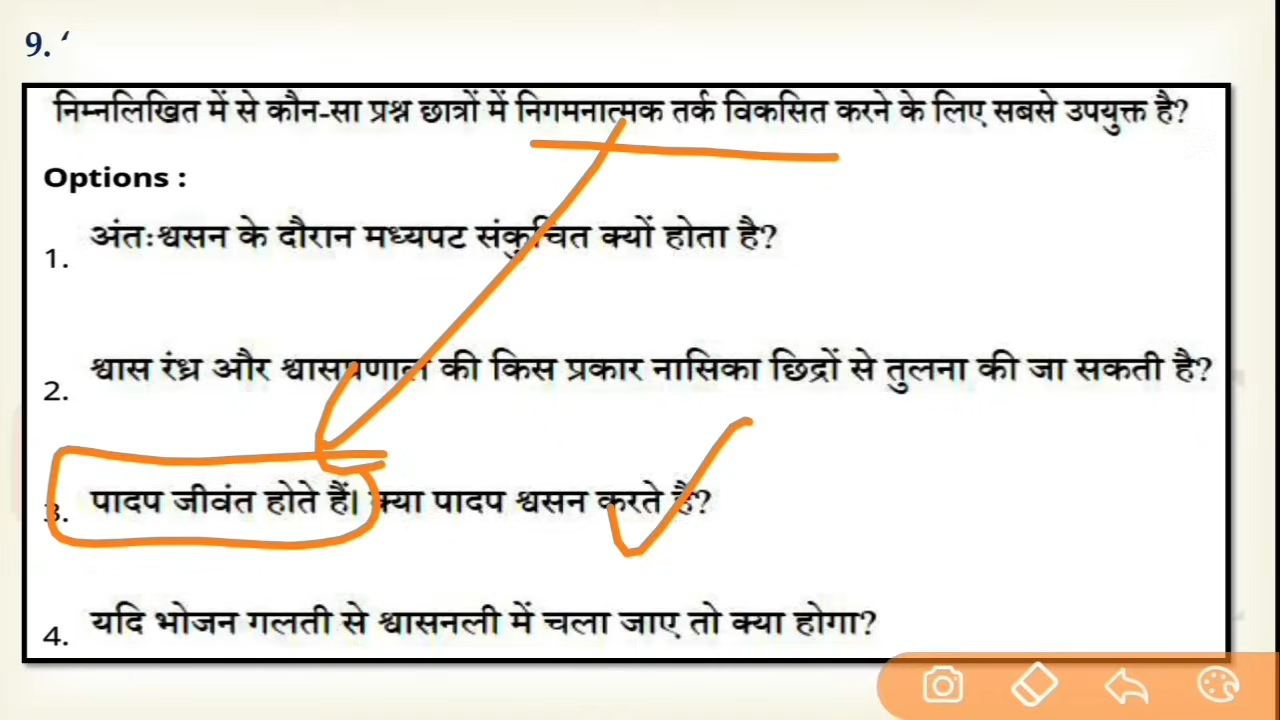 9. ‘
निम्नलिखित में से कौन-सा प्रश्न छात्रों में निगमनात्मक तर्क विकसित करने के लिए सबसे उपयुक्त है?
Options :
1. अंतःश्वसन के दौरान मध्यपट संकुचित क्यों होता है?
2. श्वास रंध्र और श्वासप्रणाल की किस प्रकार नासिका छिद्रों से तुलना की जा सकती है?
3. पादप जीवंत होते हैं। क्या पादप श्वसन करते है?
4. यदि भोजन गलती से श्वासनली में चला जाए तो क्या होगा?